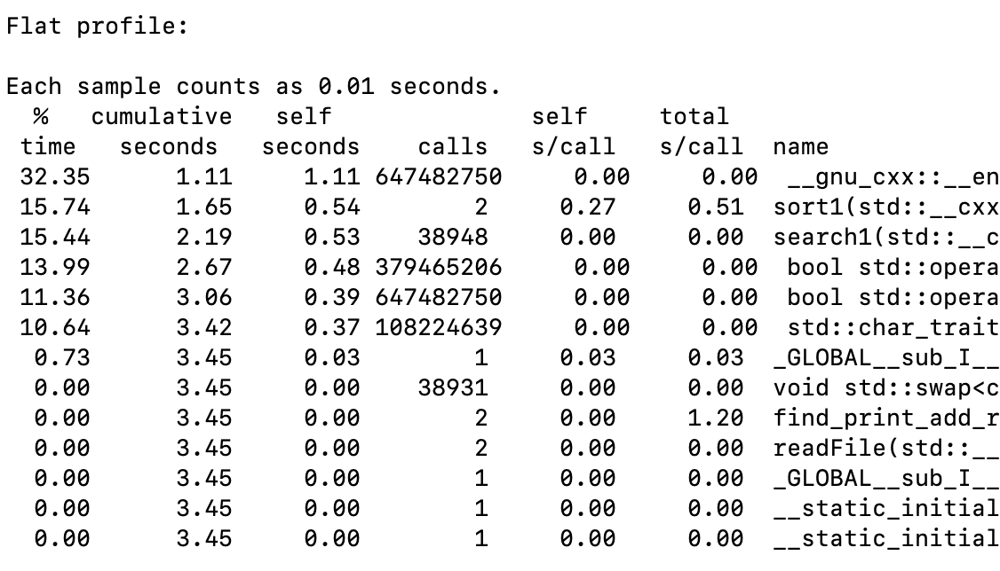 Flat profile:
Each sample counts as 0.01 seconds.
% cumulative self self total
time seconds seconds calls s/call s/call name
32.35 1.11 1.11 647482750 0.00 0.00 __gnu_cxx::__en
15.74 1.65 0.54 2 0.27 0.51 sort1(std::__cxx
15.44 2.19 0.53 38948 0.00 0.00 search1(std::__c
13.99 2.67 0.48 379465206 0.00 0.00 bool std::opera
11.36 3.06 0.39 647482750 0.00 0.00 bool std::opera
10.64 3.42 0.37 108224639 0.00 0.00 std::char_trait
0.73 3.45 0.03 1 0.03 0.03 _GLOBAL__sub_I__
0.00 3.45 0.00 38931 0.00 0.00 void std::swap<c
0.00 3.45 0.00 2 0.00 1.20 find_print_add_r
0.00 3.45 0.00 2 0.00 0.00 readFile(std::__
0.00 3.45 0.00 1 0.00 0.00 _GLOBAL__sub_I__
0.00 3.45 0.00 1 0.00 0.00 __static_initial
0.00 3.45 0.00 1 0.00 0.00 __static_initial